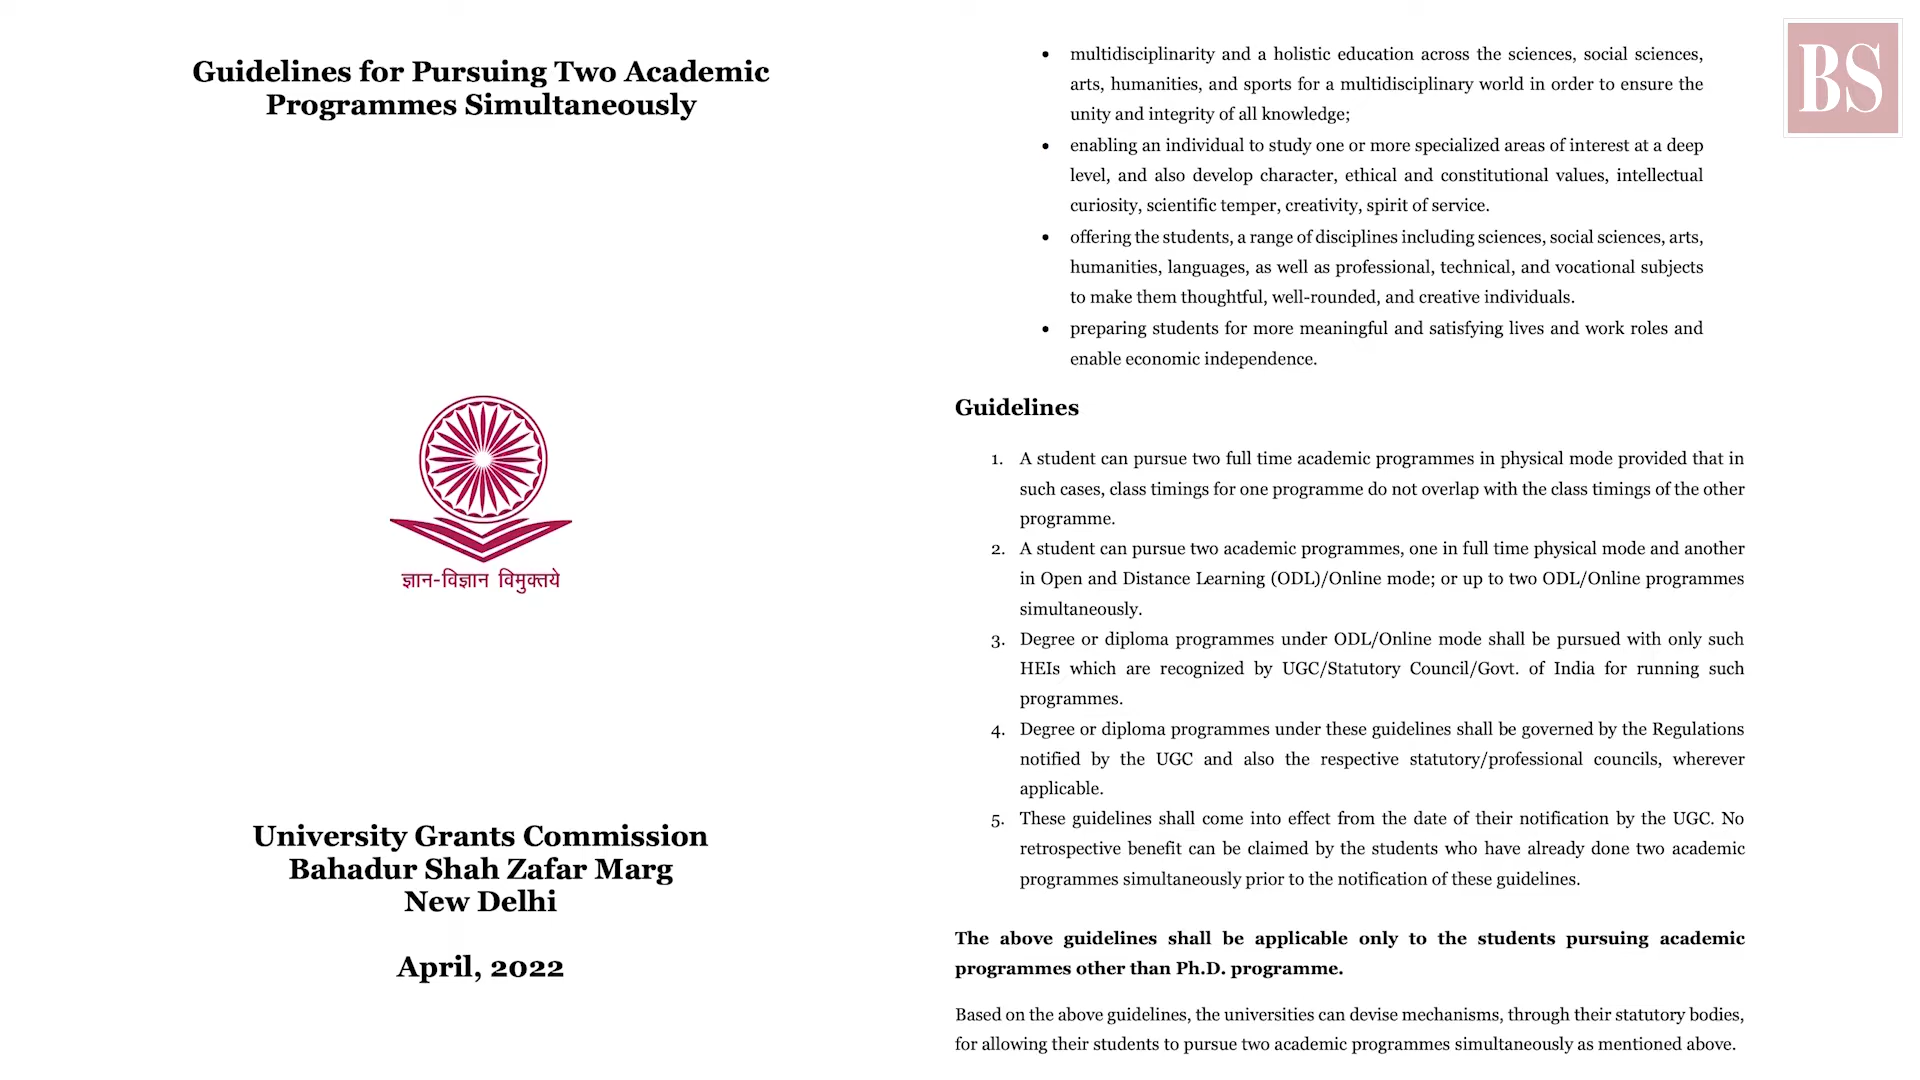 Guidelines for Pursuing Two Academic
Programmes Simultaneously
ज्ञान-विज्ञान विमुक्तये
University Grants Commission
Bahadur Shah Zafar Marg
New Delhi
April, 2022
• multidisciplinarity and a holistic education across the sciences, social sciences,
arts, humanities, and sports for a multidisciplinary world in order to ensure the
unity and integrity of all knowledge;
• enabling an individual to study one or more specialized areas of interest at a deep
level, and also develop character, ethical and constitutional values, intellectual
curiosity, scientific temper, creativity, spirit of service.
• offering the students, a range of disciplines including sciences, social sciences, arts,
humanities, languages, as well as professional, technical, and vocational subjects
to make them thoughtful, well-rounded, and creative individuals.
• preparing students for more meaningful and satisfying lives and work roles and
enable economic independence.
Guidelines
1. A student can pursue two full time academic programmes in physical mode provided that in
such cases, class timings for one programme do not overlap with the class timings of the other
programme.
2. A student can pursue two academic programmes, one in full time physical mode and another
in Open and Distance Learning (ODL)/Online mode; or up to two ODL/Online programmes
simultaneously.
3. Degree or diploma programmes under ODL/Online mode shall be pursued with only such
HEIs which are recognized by UGC/Statutory Council/Govt. of India for running such
programmes.
4. Degree or diploma programmes under these guidelines shall be governed by the Regulations
notified by the UGC and also the respective statutory/professional councils, wherever
applicable.
5. These guidelines shall come into effect from the date of their notification by the UGC. No
retrospective benefit can be claimed by the students who have already done two academic
programmes simultaneously prior to the notification of these guidelines.
The above guidelines shall be applicable only to the students pursuing academic
programmes other than Ph.D. programme.
Based on the above guidelines, the universities can devise mechanisms, through their statutory bodies,
for allowing their students to pursue two academic programmes simultaneously as mentioned above.
BS